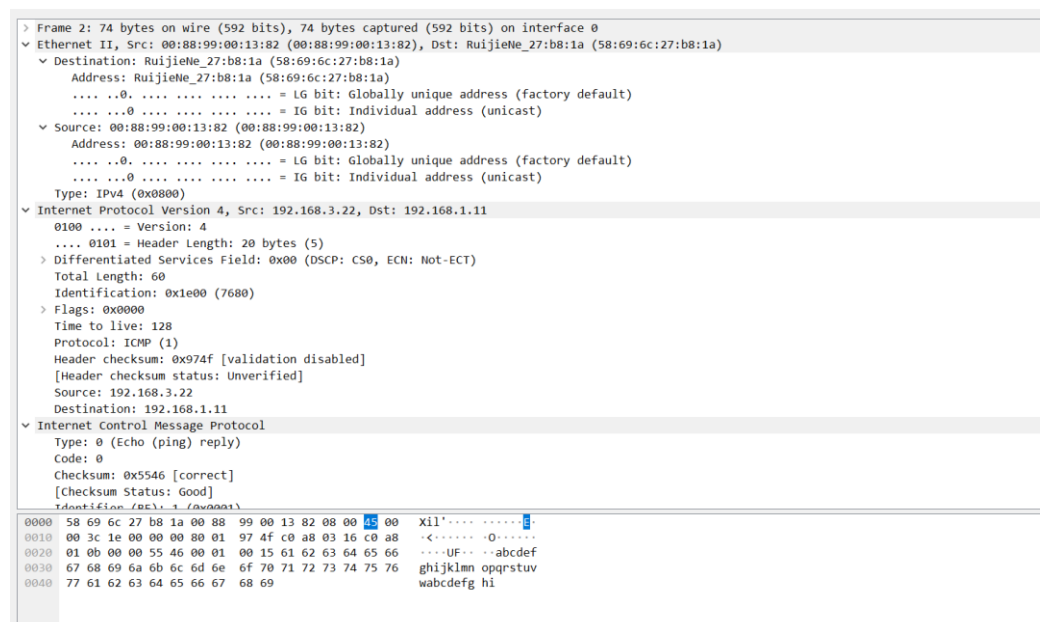 Frame 2: 74 bytes on wire (592 bits), 74 bytes captured (592 bits) on interface 0
Ethernet II, Src: 00:88:99:00:13:82 (00:88:99:00:13:82), Dst: RuijieNe_27:b8:1a (58:69:6c:27:b8:1a)
Destination: RuijieNe_27:b8:1a (58:69:6c:27:b8:1a)
Address: RuijieNe_27:b8:1a (58:69:6c:27:b8:1a)
.... ..0. .... .... .... .... = LG bit: Globally unique address (factory default)
.... ...0 .... .... .... .... = IG bit: Individual address (unicast)
Source: 00:88:99:00:13:82 (00:88:99:00:13:82)
Address: 00:88:99:00:13:82 (00:88:99:00:13:82)
.... ..0. .... .... .... .... = LG bit: Globally unique address (factory default)
.... ...0 .... .... .... .... = IG bit: Individual address (unicast)
Type: IPv4 (0x0800)
Internet Protocol Version 4, Src: 192.168.3.22, Dst: 192.168.1.11
0100 .... = Version: 4
.... 0101 = Header Length: 20 bytes (5)
Differentiated Services Field: 0x00 (DSCP: CS0, ECN: Not-ECT)
Total Length: 60
Identification: 0x1e00 (7680)
Flags: 0x0000
Time to live: 128
Protocol: ICMP (1)
Header checksum: 0x974f [validation disabled]
[Header checksum status: Unverified]
Source: 192.168.3.22
Destination: 192.168.1.11
Internet Control Message Protocol
Type: 0 (Echo (ping) reply)
Code: 0
Checksum: 0x5546 [correct]
[Checksum Status: Good]
Identifier (BE): 1 (0x0001)
0000 58 69 6c 27 b8 1a 00 88 99 00 13 82 08 00 45 00 Xil'···· ······E·
0010 00 3c 1e 00 00 00 80 01 97 4f c0 a8 03 16 c0 a8 ·<······ ·O······
0020 01 0b 00 00 55 46 00 01 00 15 61 62 63 64 65 66 ····UF·· ··abcdef
0030 67 68 69 6a 6b 6c 6d 6e 6f 70 71 72 73 74 75 76 ghijklmn opqrstuv
0040 77 61 62 63 64 65 66 67 68 69 wabcdefg hi